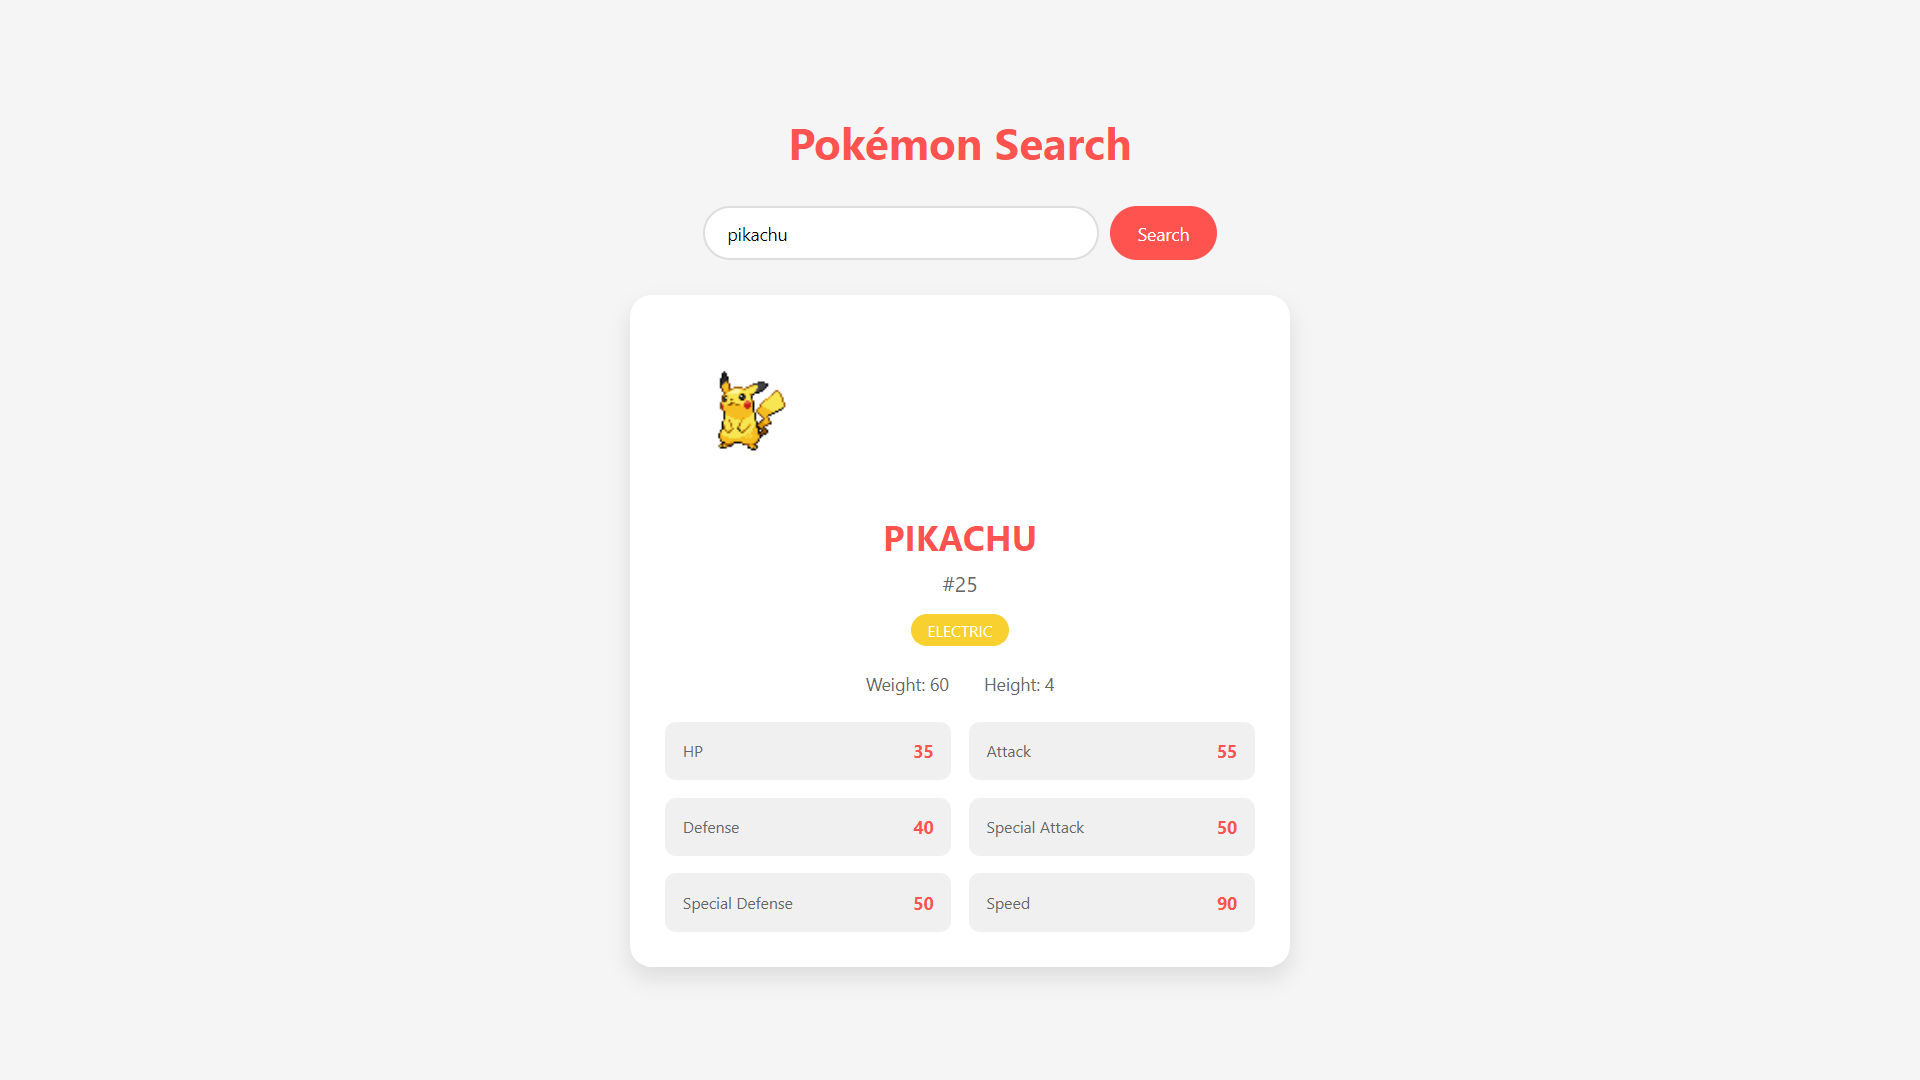 Pokémon Search
pikachu
Search
PIKACHU
#25
ELECTRIC
Weight: 60 Height: 4
HP 35
Attack 55
Defense 40
Special Attack 50
Special Defense 50
Speed 90